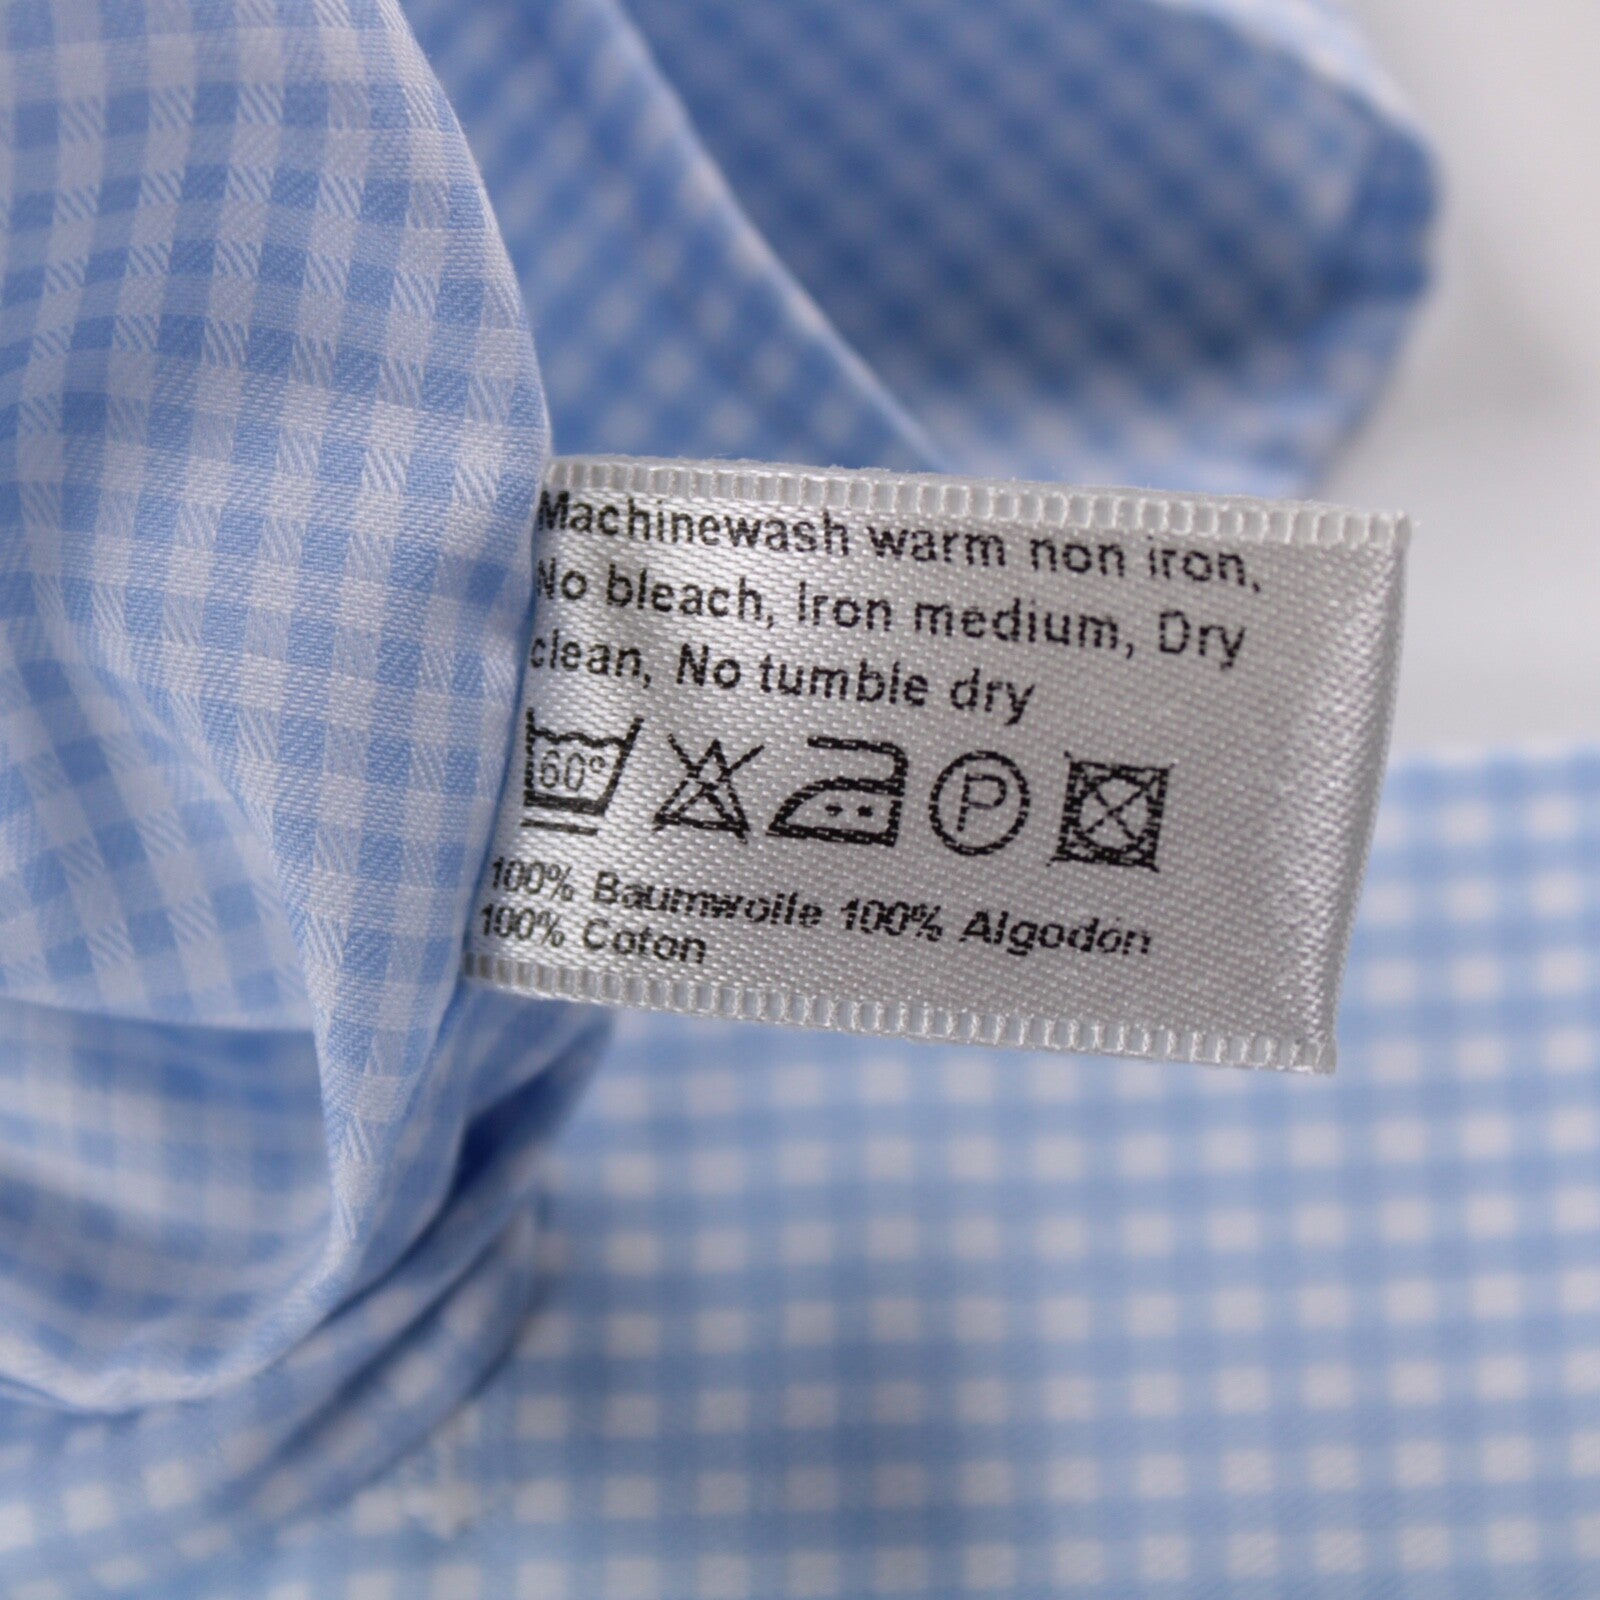 Machinewash warm non iron,
No bleach, Iron medium, Dry
clean, No tumble dry
60° P
100% Baumwolle 100% Algodón
100% Coton